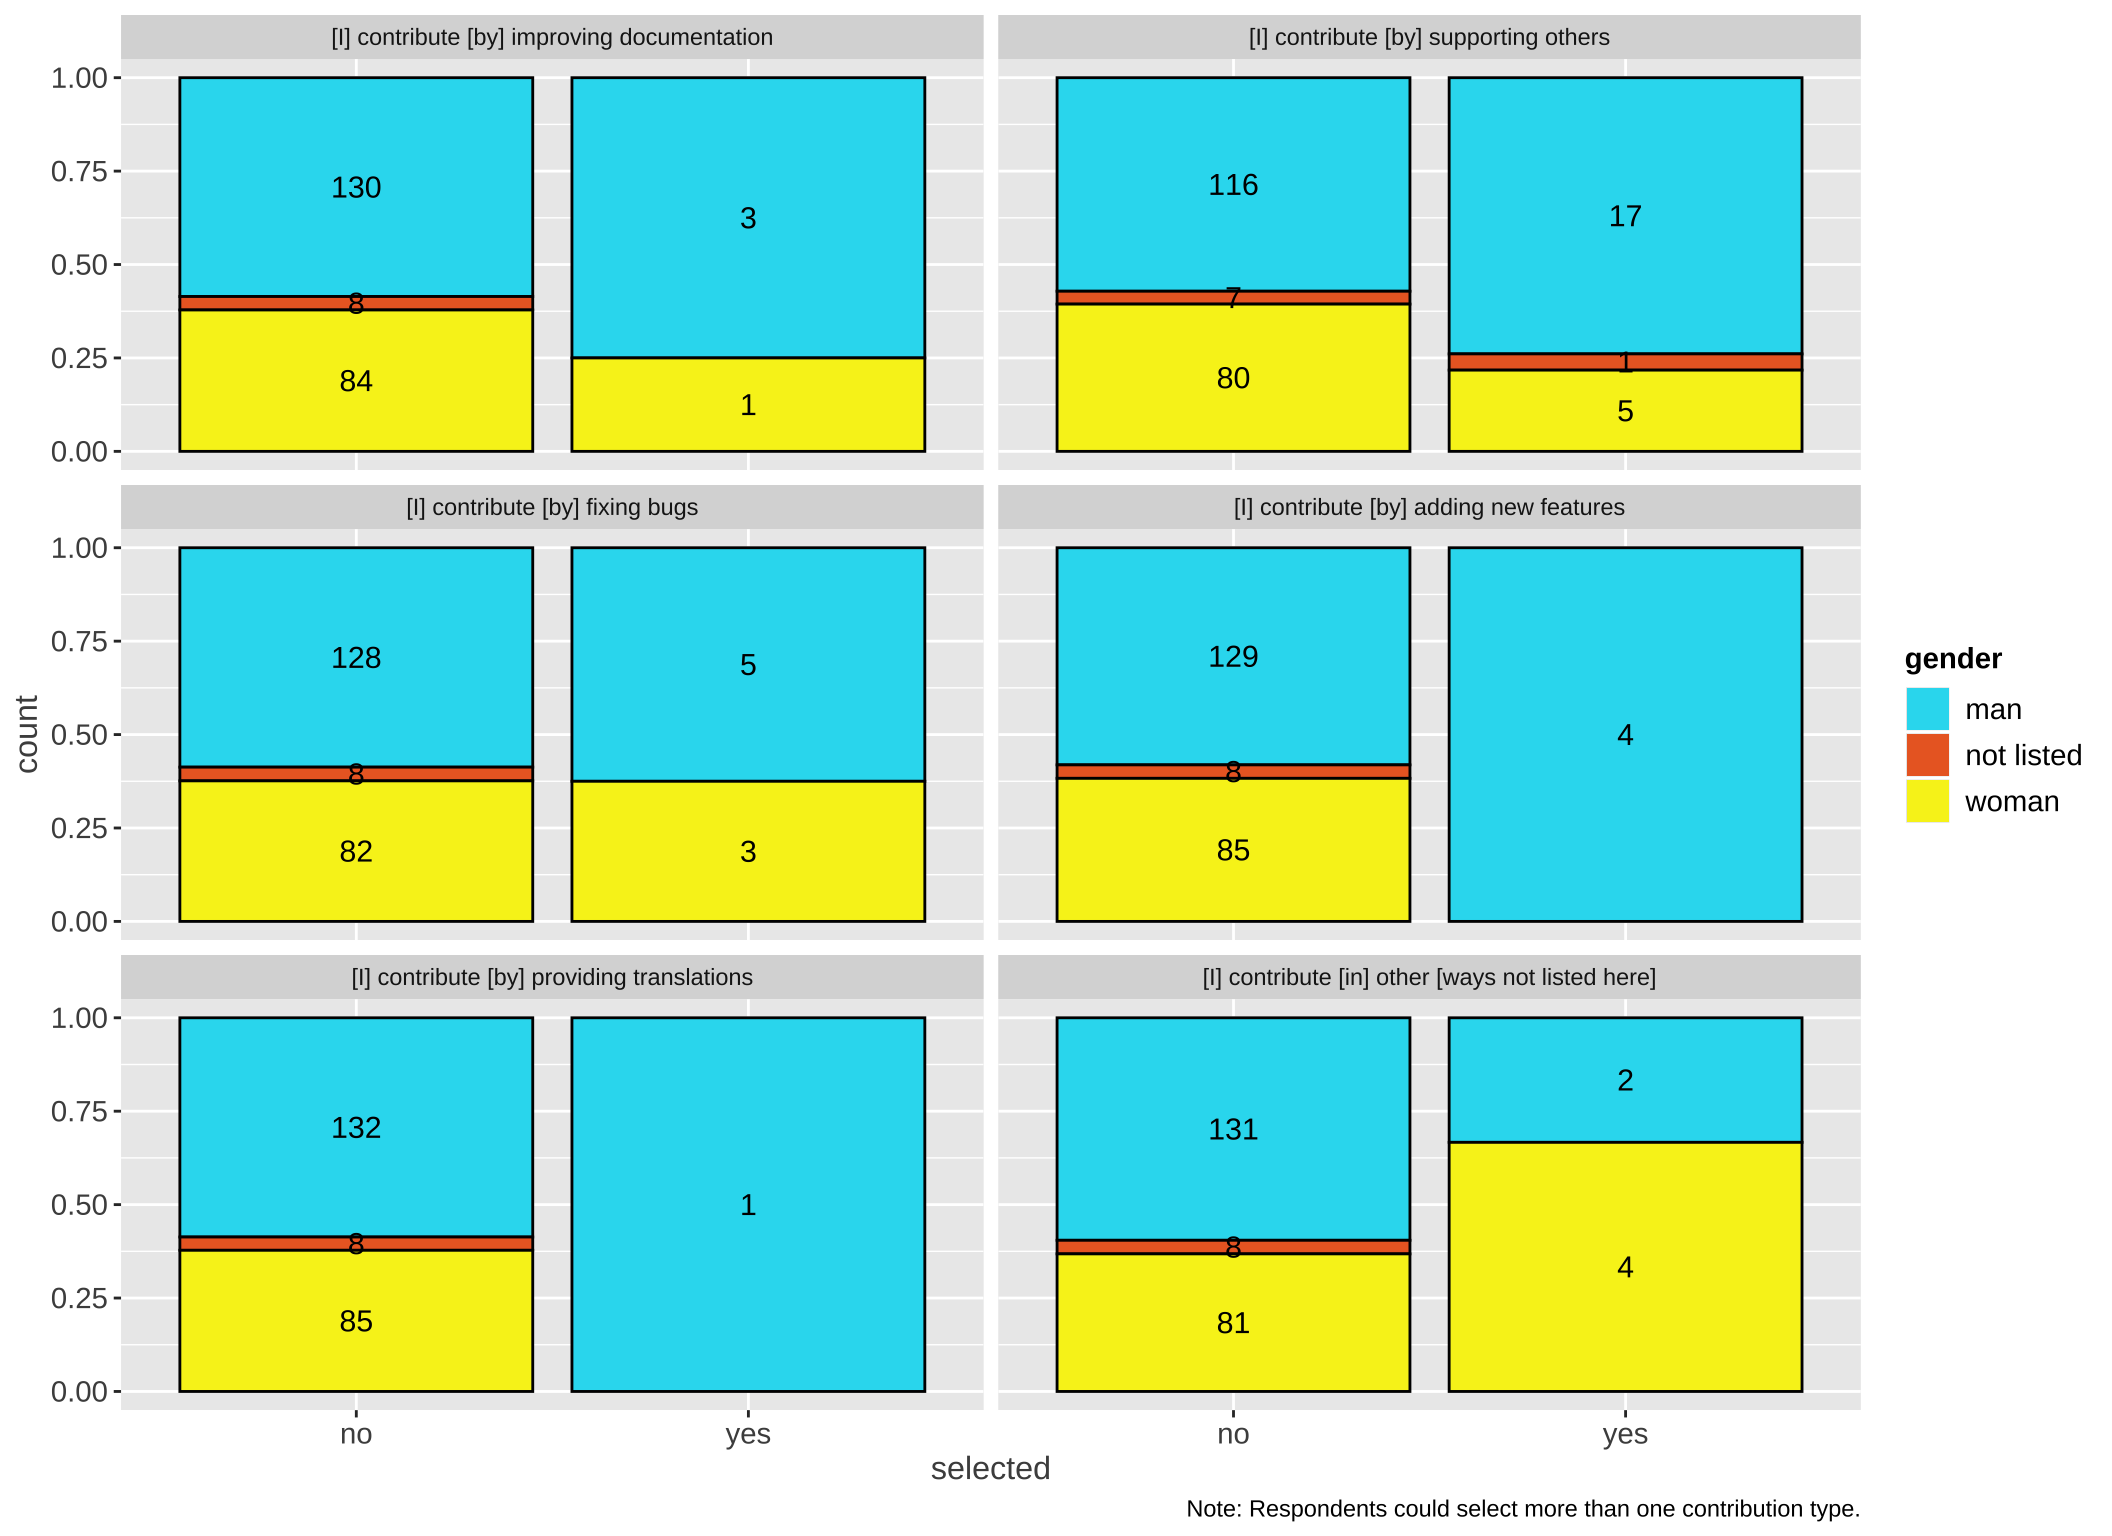 [I] contribute [by] improving documentation
[I] contribute [by] supporting others
1.00
0.75
0.50
0.25
0.00
130
8
84
3
1
116
7
80
17
1
5
[I] contribute [by] fixing bugs
[I] contribute [by] adding new features
count
1.00
0.75
0.50
0.25
0.00
128
8
82
5
3
129
8
85
4
gender
man
not listed
woman
[I] contribute [by] providing translations
[I] contribute [in] other [ways not listed here]
1.00
0.75
0.50
0.25
0.00
132
8
85
1
131
8
81
2
4
no
yes
no
yes
selected
Note: Respondents could select more than one contribution type.